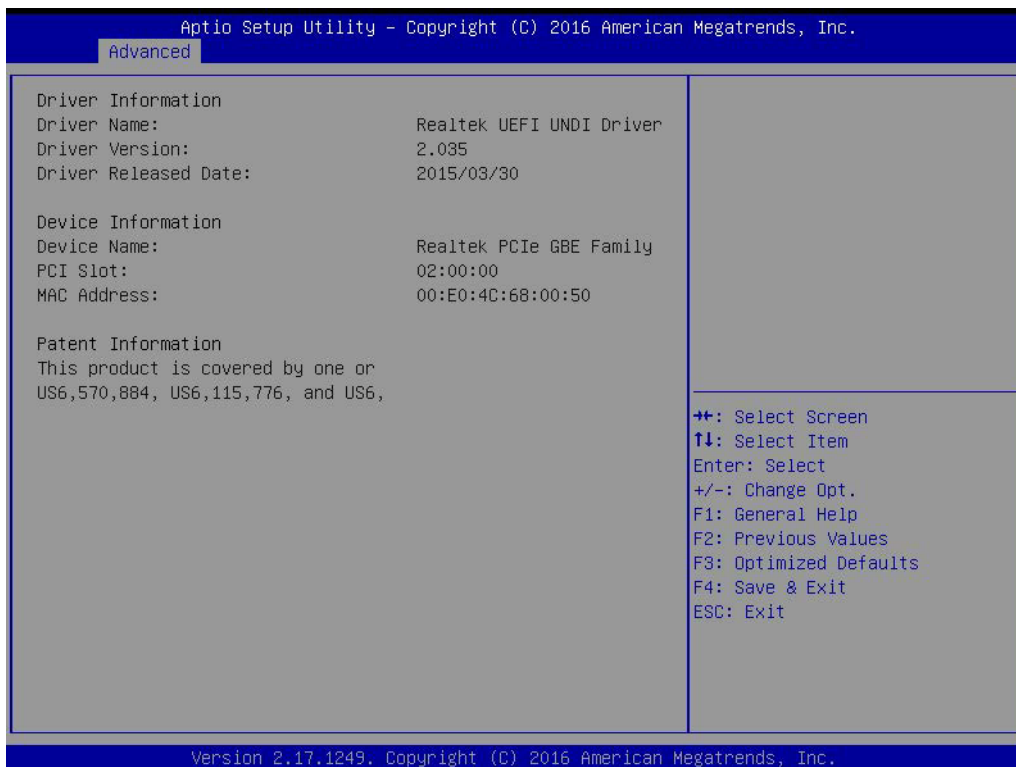 Aptio Setup Utility – Copyright (C) 2016 American Megatrends, Inc.
Advanced
Driver Information
Driver Name: Realtek UEFI UNDI Driver
Driver Version: 2.035
Driver Released Date: 2015/03/30
Device Information
Device Name: Realtek PCIe GBE Family
PCI Slot: 02:00:00
MAC Address: 00:E0:4C:68:00:50
Patent Information
This product is covered by one or
US6,570,884, US6,115,776, and US6,
→←: Select Screen
↑↓: Select Item
Enter: Select
+/-: Change Opt.
F1: General Help
F2: Previous Values
F3: Optimized Defaults
F4: Save & Exit
ESC: Exit
Version 2.17.1249. Copyright (C) 2016 American Megatrends, Inc.